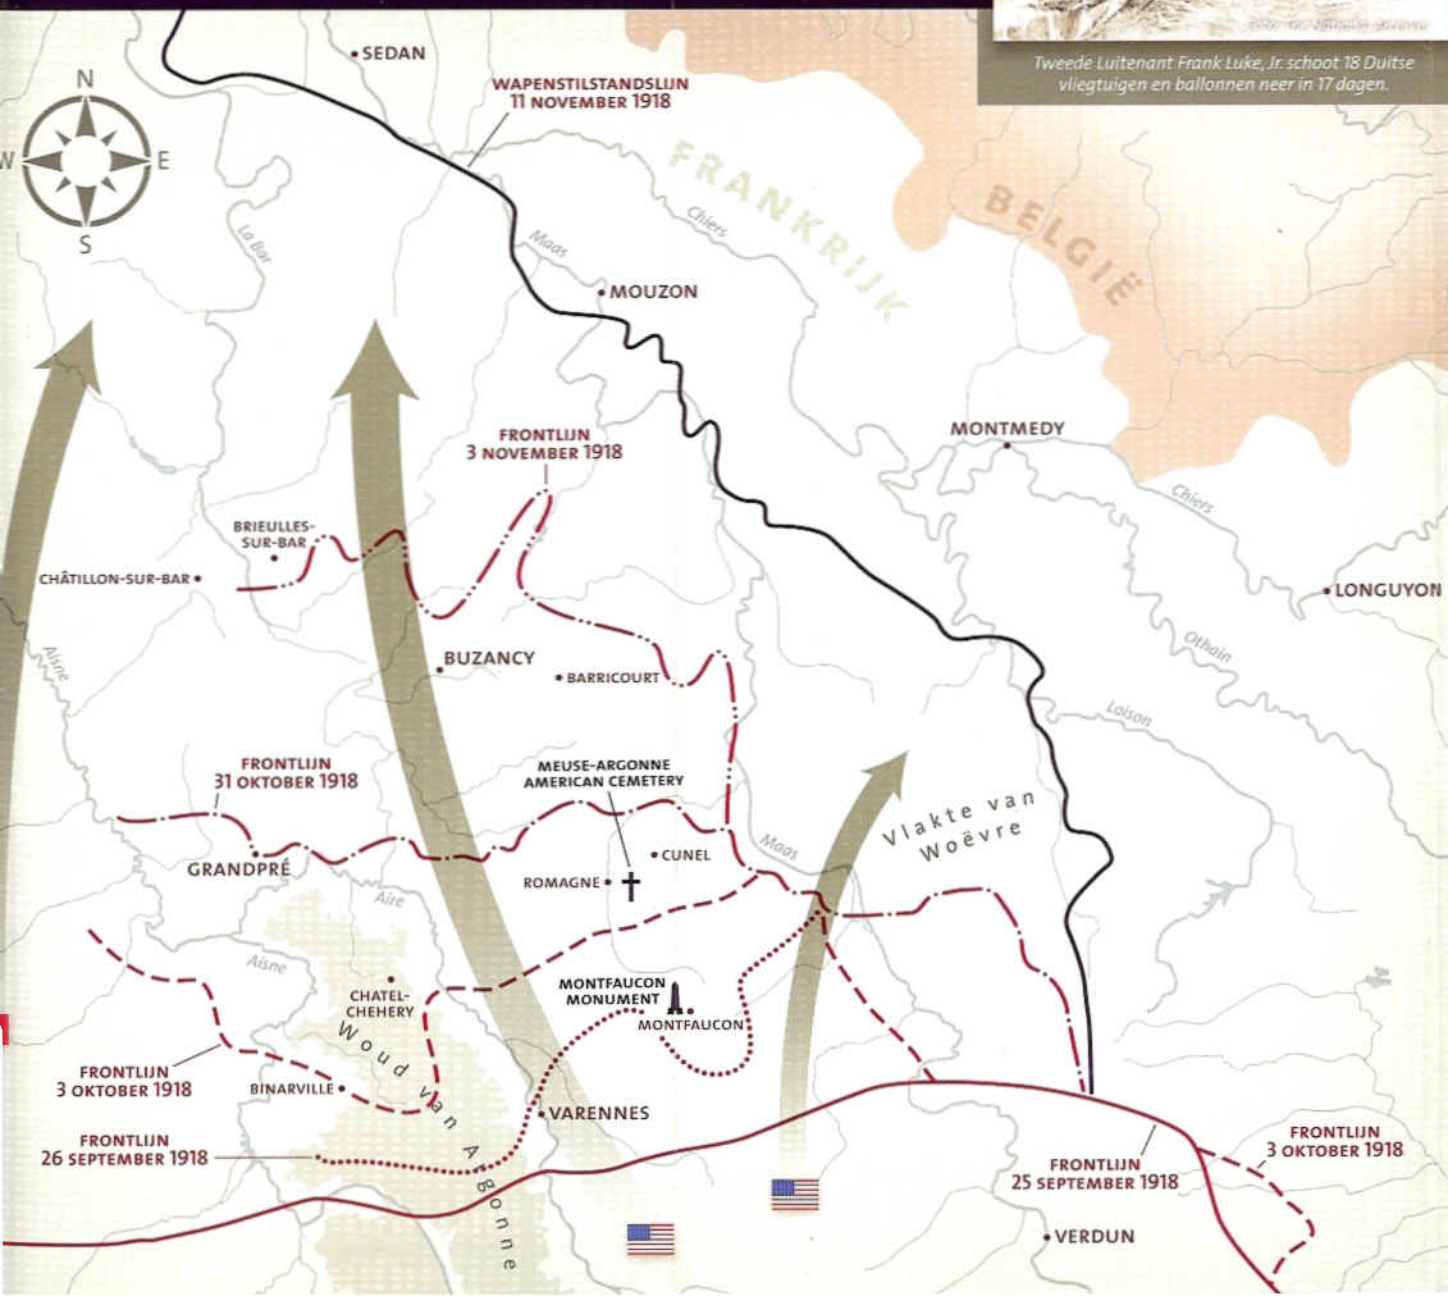 Tweede Luitenant Frank Luke, Jr. schoot 18 Duitse
vliegtuigen en ballonnen neer in 17 dagen.
SEDAN
WAPENSTILSTANDSLIJN
11 NOVEMBER 1918
N
W
E
S
FRANKRIJK
BELGIË
La Bar
Chiers
Maas
MOUZON
FRONTLIJN
3 NOVEMBER 1918
MONTMEDY
Chiers
BRIEULLES-
SUR-BAR
CHÂTILLON-SUR-BAR
LONGUYON
Aisne
Othain
BUZANCY
BARRICOURT
Loison
FRONTLIJN
31 OKTOBER 1918
MEUSE-ARGONNE
AMERICAN CEMETERY
Vlakte van
Woëvre
Maas
GRANDPRÉ
CUNEL
ROMAGNE
Aire
Aisne
CHATEL-
CHEHERY
MONTFAUCON
MONUMENT
MONTFAUCON
Woud van Argonne
FRONTLIJN
3 OKTOBER 1918
BINARVILLE
VARENNES
FRONTLIJN
26 SEPTEMBER 1918
FRONTLIJN
25 SEPTEMBER 1918
FRONTLIJN
3 OKTOBER 1918
VERDUN